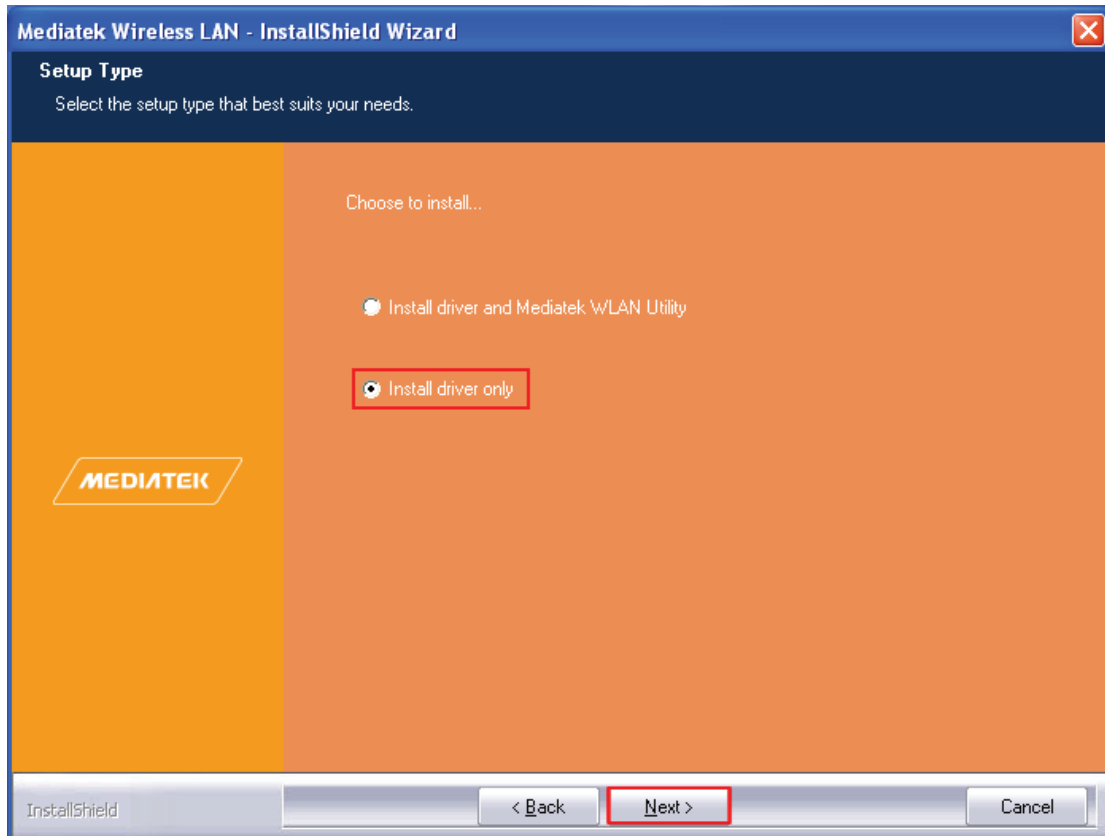 Mediatek Wireless LAN - InstallShield Wizard
Setup Type
Select the setup type that best suits your needs.
Choose to install...
Install driver and Mediatek WLAN Utility
Install driver only
MEDIATEK
InstallShield
< Back
Next >
Cancel